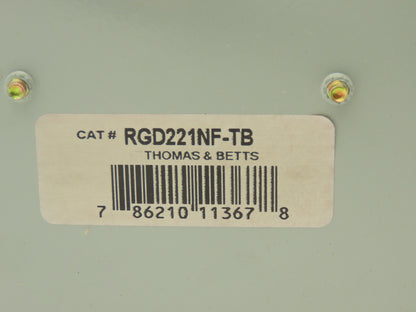 CAT # RGD221NF-TB
THOMAS & BETTS
7 86210 11367 8